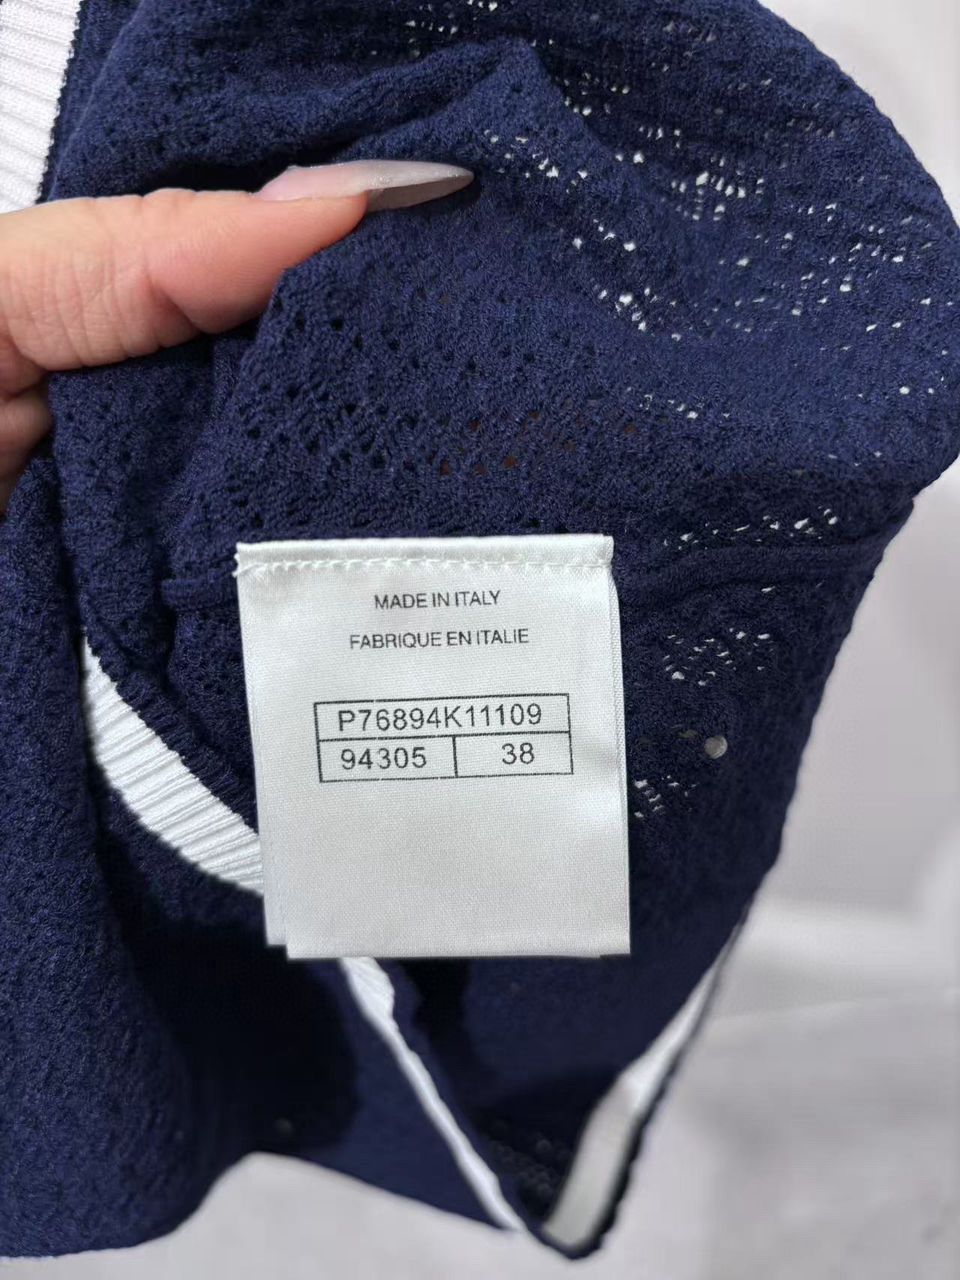 MADE IN ITALY
FABRIQUE EN ITALIE
P76894K11109
94305 38